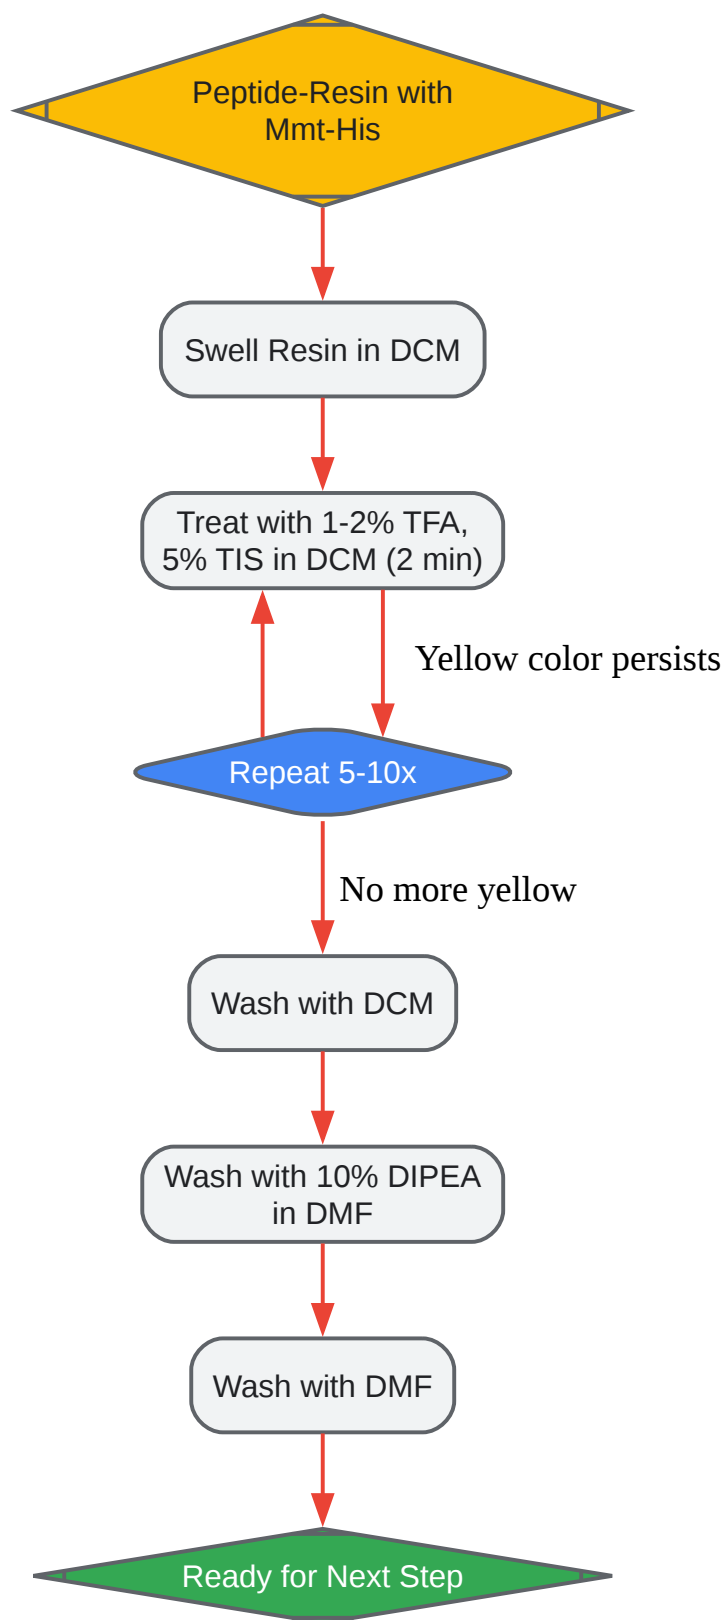 Peptide-Resin with
Mmt-His
Swell Resin in DCM
Treat with 1-2% TFA,
5% TIS in DCM (2 min)
Yellow color persists
Repeat 5-10x
No more yellow
Wash with DCM
Wash with 10% DIPEA
in DMF
Wash with DMF
Ready for Next Step